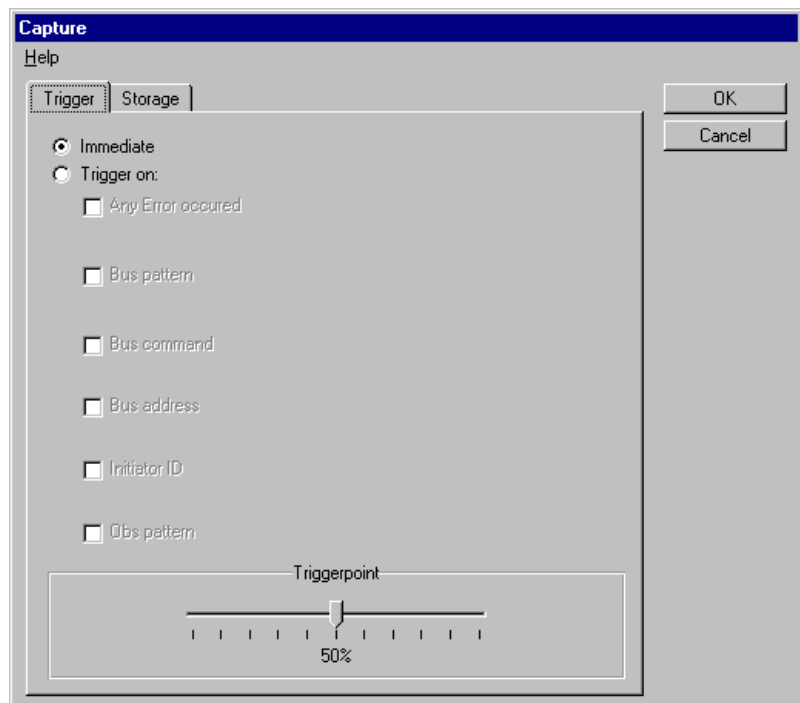 Capture
Help
Trigger Storage
OK
Cancel
Immediate
Trigger on:
Any Error occured
Bus pattern
Bus command
Bus address
Initiator ID
Obs pattern
Triggerpoint
50%